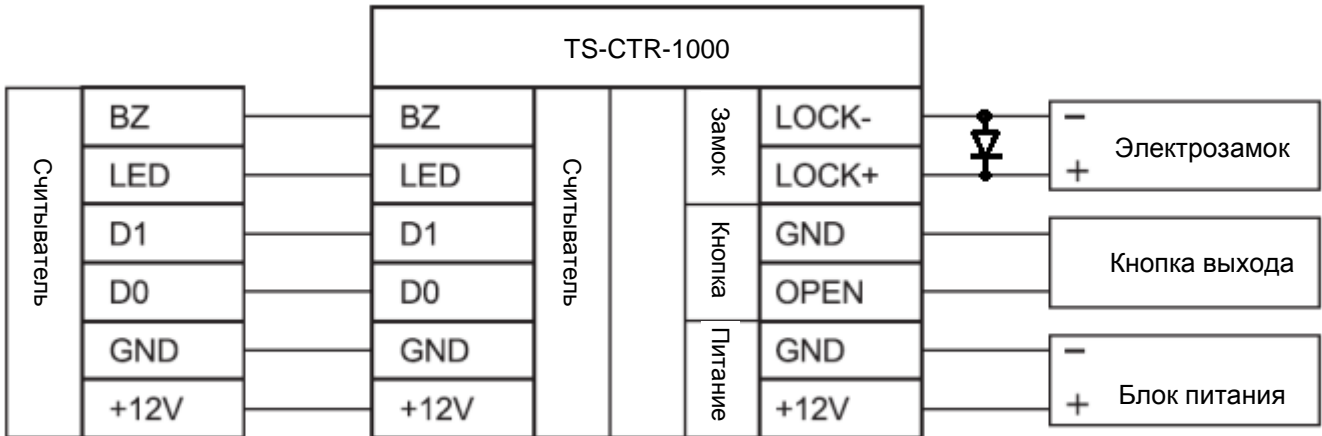 TS-CTR-1000
Считыватель
BZ
LED
D1
D0
GND
+12V
BZ
LED
D1
D0
GND
+12V
Считыватель
Замок
Кнопка
Питание
LOCK-
LOCK+
GND
OPEN
GND
+12V
−
Электрозамок
+
Кнопка выхода
−
Блок питания
+